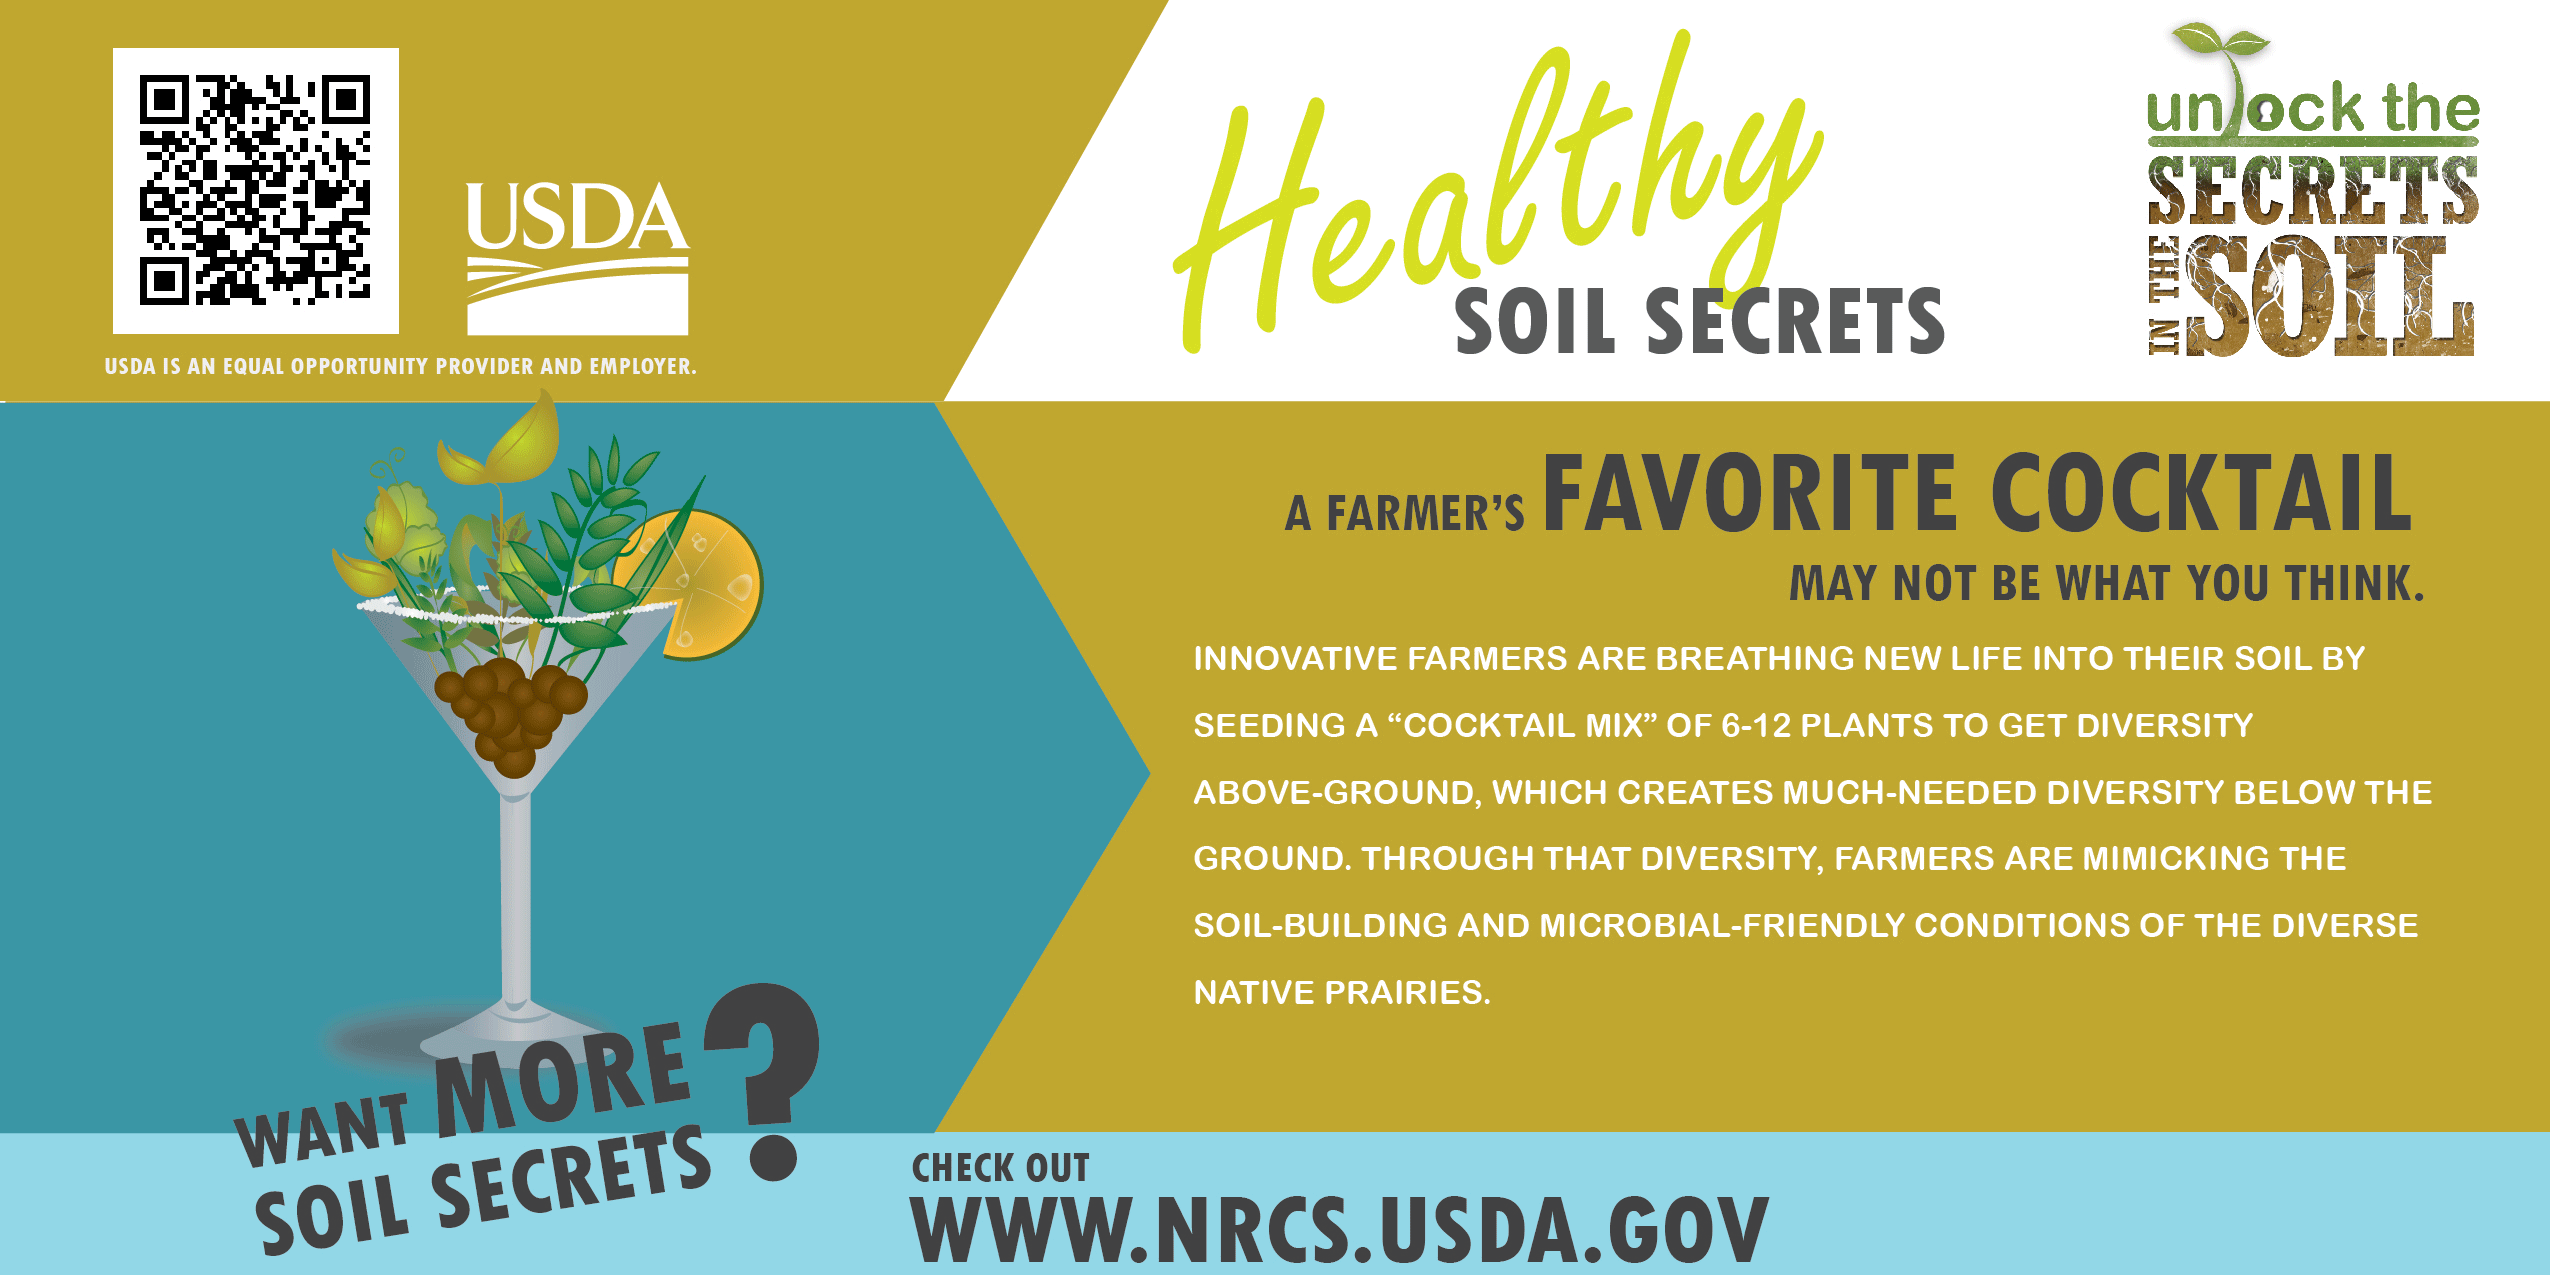 USDA
USDA IS AN EQUAL OPPORTUNITY PROVIDER AND EMPLOYER.
Healthy
SOIL SECRETS
unlock the
SECRETS
IN THE
SOIL
A FARMER’S FAVORITE COCKTAIL
MAY NOT BE WHAT YOU THINK.
INNOVATIVE FARMERS ARE BREATHING NEW LIFE INTO THEIR SOIL BY
SEEDING A “COCKTAIL MIX” OF 6-12 PLANTS TO GET DIVERSITY
ABOVE-GROUND, WHICH CREATES MUCH-NEEDED DIVERSITY BELOW THE
GROUND. THROUGH THAT DIVERSITY, FARMERS ARE MIMICKING THE
SOIL-BUILDING AND MICROBIAL-FRIENDLY CONDITIONS OF THE DIVERSE
NATIVE PRAIRIES.
WANT MORE
SOIL SECRETS?
CHECK OUT
WWW.NRCS.USDA.GOV